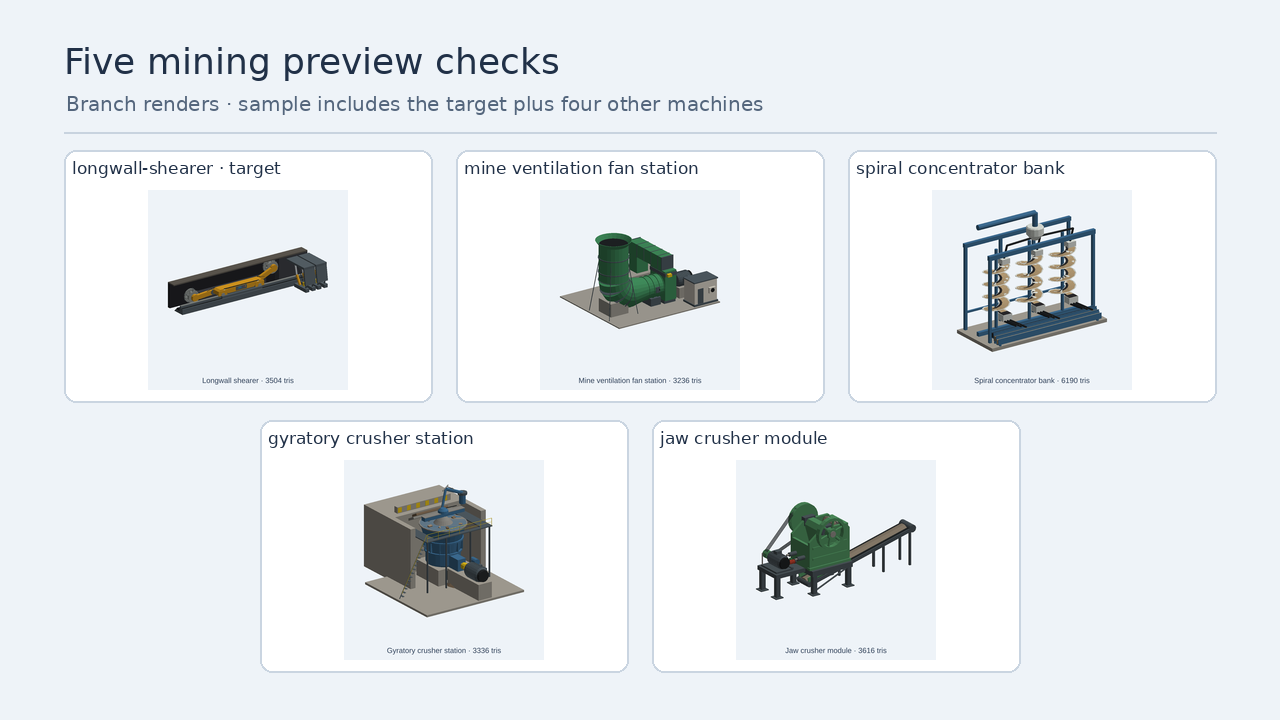 Five mining preview checks
Branch renders · sample includes the target plus four other machines
longwall-shearer · target
Longwall shearer · 3504 tris
mine ventilation fan station
Mine ventilation fan station · 3236 tris
spiral concentrator bank
Spiral concentrator bank · 6190 tris
gyratory crusher station
Gyratory crusher station · 3336 tris
jaw crusher module
Jaw crusher module · 3616 tris